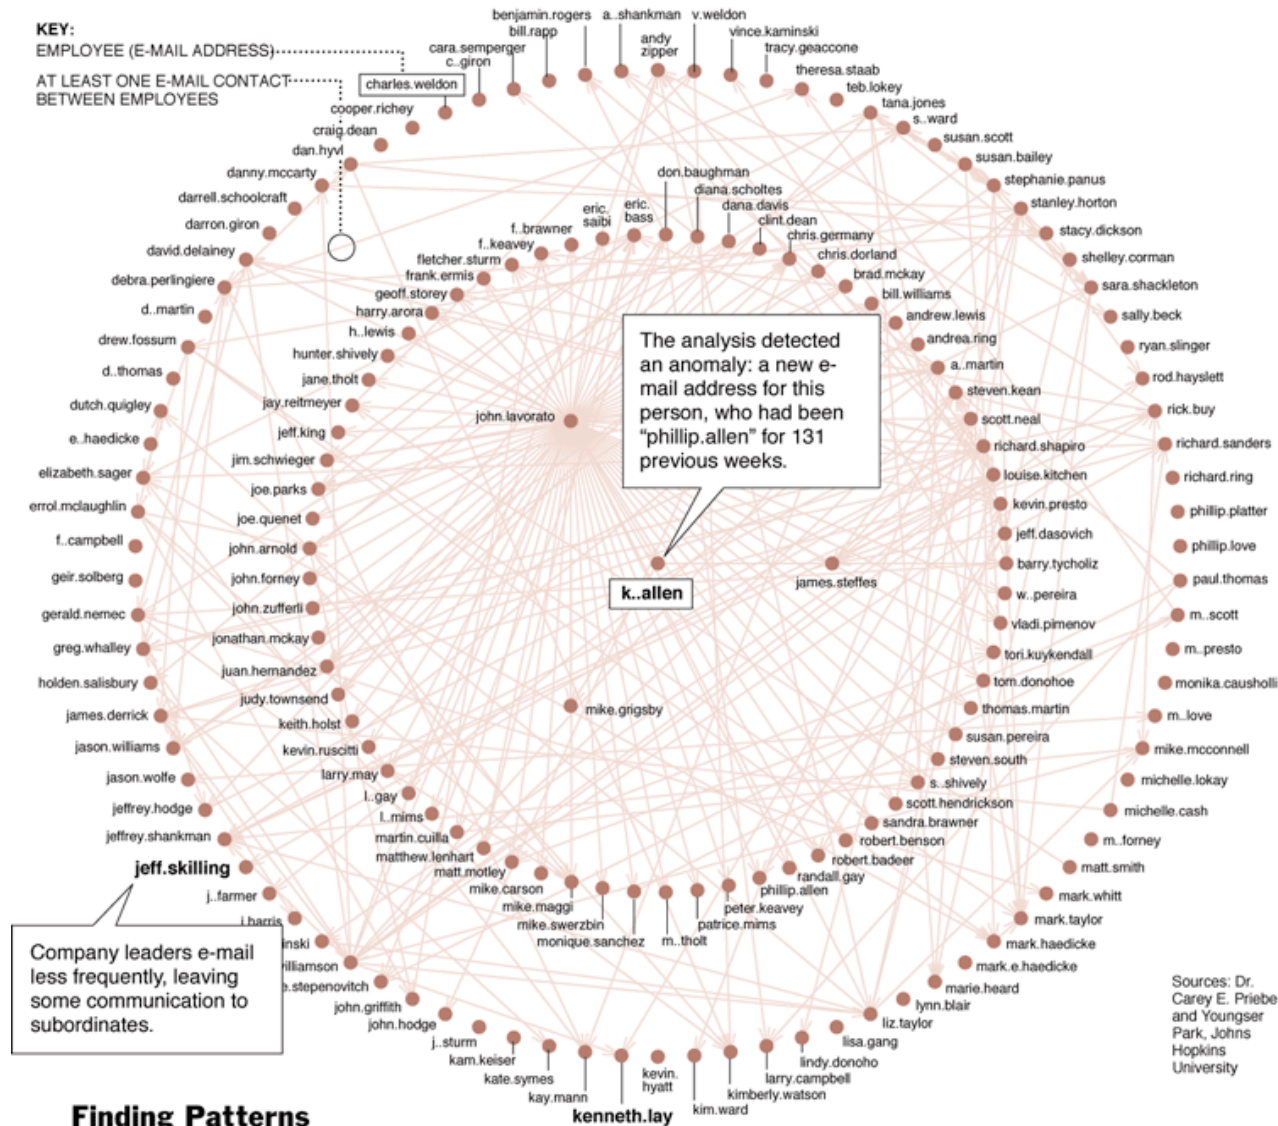 KEY:
EMPLOYEE (E-MAIL ADDRESS)
AT LEAST ONE E-MAIL CONTACT
BETWEEN EMPLOYEES
benjamin.rogers
bill.rapp
cara.semperger
c..giron
charles.weldon
cooper.richey
craig.dean
dan.hyvl
danny.mccarty
darrell.schoolcraft
darron.giron
david.delainey
debra.perlingiere
d..martin
drew.fossum
d..thomas
dutch.quigley
e..haedicke
elizabeth.sager
errol.mclaughlin
f..campbell
geir.solberg
gerald.nemec
greg.whalley
holden.salisbury
james.derrick
jason.williams
jason.wolfe
jeffrey.hodge
jeffrey.shankman
jeff.skilling
j..farmer
j.harris
inski
illiamson
e.stepenovitch
john.griffith
john.hodge
j..sturm
kam.keiser
kate.symes
kay.mann
kenneth.lay
kevin.
hyatt
kim.ward
kimberly.watson
larry.campbell
lindy.donoho
lisa.gang
liz.taylor
lynn.blair
marie.heard
mark.e.haedicke
mark.haedicke
mark.taylor
mark.whitt
matt.smith
m..forney
michelle.cash
michelle.lokay
mike.mcconnell
m..love
monika.causholli
m..presto
m..scott
paul.thomas
phillip.love
phillip.platter
richard.ring
richard.sanders
rick.buy
rod.hayslett
ryan.slinger
sally.beck
sara.shackleton
shelley.corman
stacy.dickson
stanley.horton
stephanie.panus
susan.bailey
susan.scott
s..ward
tana.jones
teb.lokey
theresa.staab
tracy.geaccone
vince.kaminski
v.weldon
andy
zipper
a..shankman
don.baughman
diana.scholtes
dana.davis
clint.dean
chris.germany
chris.dorland
brad.mckay
bill.williams
andrew.lewis
andrea.ring
a..martin
steven.kean
scott.neal
richard.shapiro
louise.kitchen
kevin.presto
jeff.dasovich
barry.tycholiz
w..pereira
vladi.pimenov
tori.kuykendall
tom.donohoe
thomas.martin
susan.pereira
steven.south
s..shively
scott.hendrickson
sandra.brawner
robert.benson
robert.badeer
randall.gay
phillip.allen
peter.keavey
patrice.mims
m..tholt
monique.sanchez
mike.swerzbin
mike.maggi
mike.carson
matt.motley
matthew.lenhart
martin.cuilla
l..mims
l..gay
larry.may
kevin.ruscitti
keith.holst
judy.townsend
juan.hernandez
jonathan.mckay
john.zufferli
john.forney
john.arnold
joe.quenet
joe.parks
jim.schwieger
jeff.king
jay.reitmeyer
jane.tholt
hunter.shively
h..lewis
harry.arora
geoff.storey
frank.ermis
fletcher.sturm
f..keavey
f..brawner
eric.
saibi
eric.
bass
john.lavorato
The analysis detected
an anomaly: a new e-
mail address for this
person, who had been
“phillip.allen” for 131
previous weeks.
k..allen
james.steffes
mike.grigsby
Company leaders e-mail
less frequently, leaving
some communication to
subordinates.
Sources: Dr.
Carey E. Priebe
and Youngser
Park, Johns
Hopkins
University
Finding Patterns